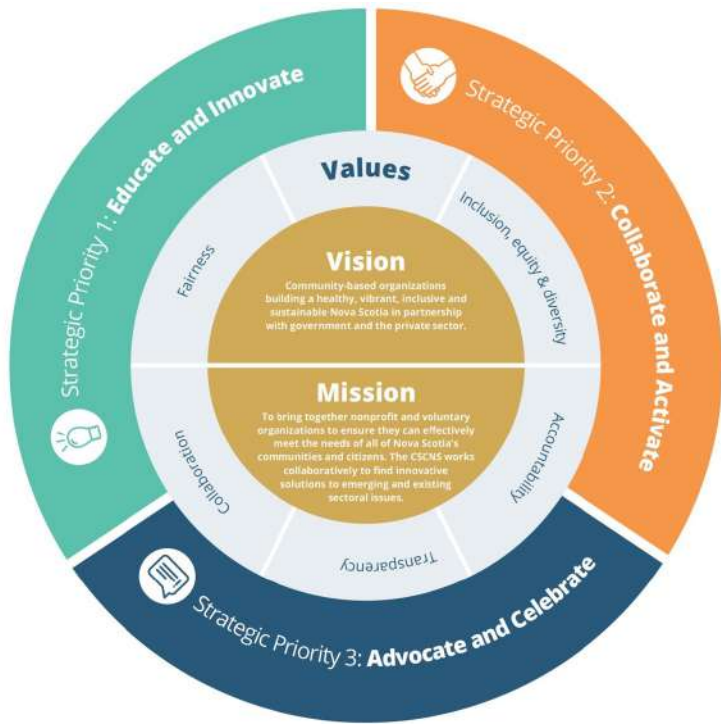 Strategic Priority 1: Educate and Innovate
Strategic Priority 2: Collaborate and Activate
Strategic Priority 3: Advocate and Celebrate
Values
Inclusion, equity & diversity
Accountability
Transparency
Collaboration
Fairness
Vision
Community-based organizations
building a healthy, vibrant, inclusive and
sustainable Nova Scotia in partnership
with government and the private sector.
Mission
To bring together nonprofit and voluntary
organizations to ensure they can effectively
meet the needs of all of Nova Scotia's
communities and citizens. The CSCNS works
collaboratively to find innovative
solutions to emerging and existing
sectoral issues.